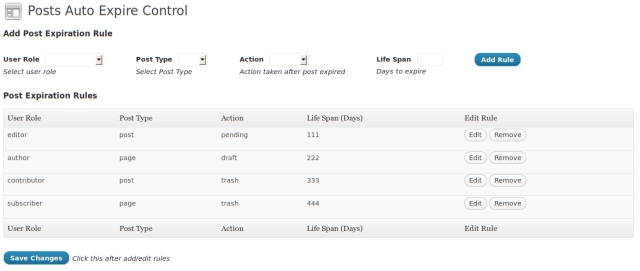 Posts Auto Expire Control
Add Post Expiration Rule
User Role Post Type Action Life Span Add Rule
Select user role Select Post Type Action taken after post expired Days to expire
Post Expiration Rules
User Role Post Type Action Life Span (Days) Edit Rule
editor post pending 111 Edit Remove
author page draft 222 Edit Remove
contributor post trash 333 Edit Remove
subscriber page trash 444 Edit Remove
User Role Post Type Action Life Span (Days) Edit Rule
Save Changes Click this after add/edit rules